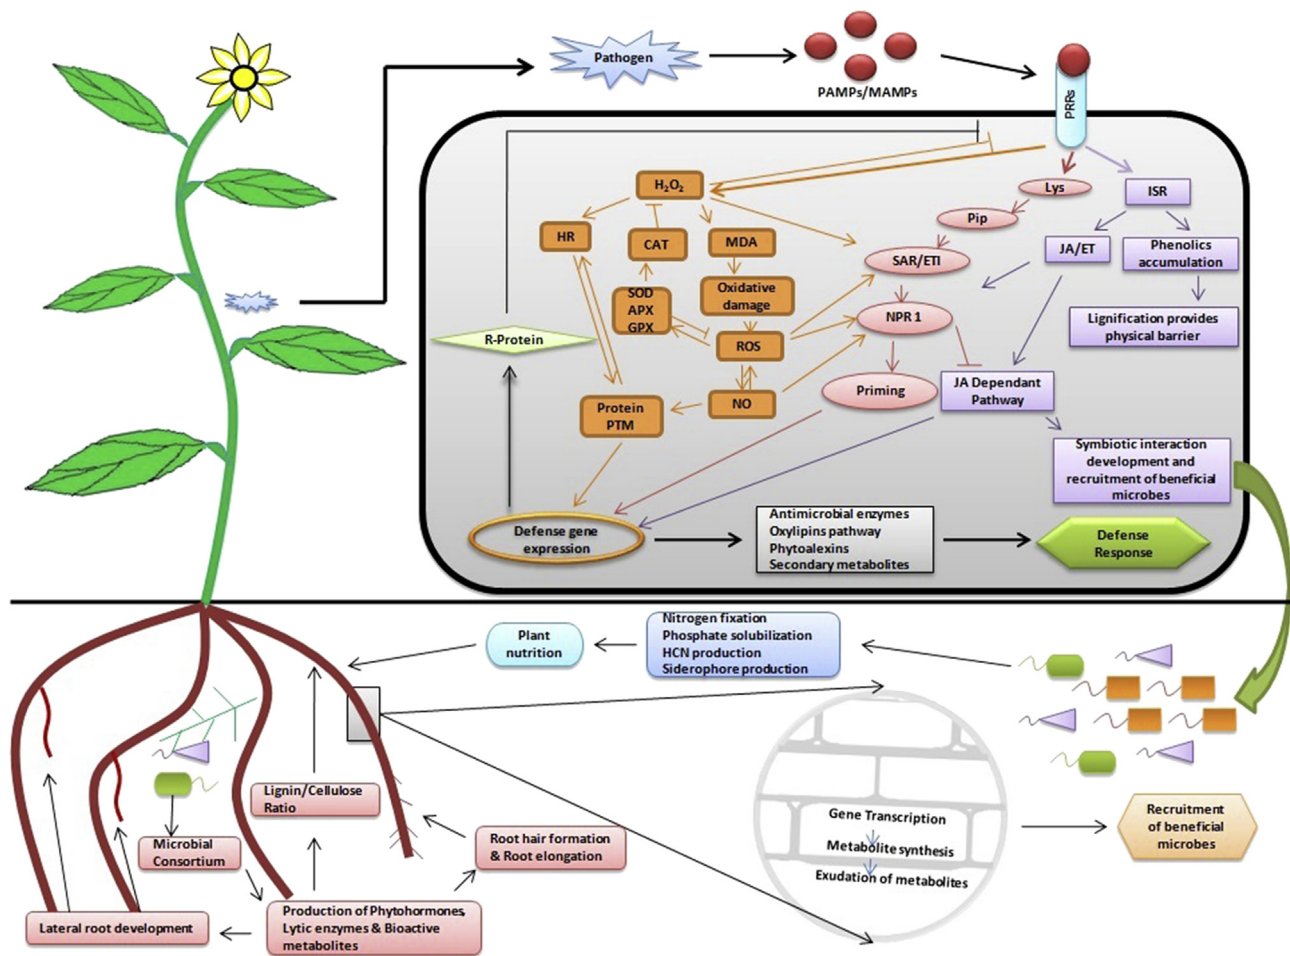 Pathogen
PAMPs/MAMPs
PRRs
H₂O₂
Lys
ISR
Pip
HR
CAT
MDA
SAR/ETI
JA/ET
Phenolics
accumulation
SOD
APX
GPX
Oxidative
damage
NPR 1
Lignification provides
physical barrier
R-Protein
ROS
Priming
JA Dependant
Pathway
Protein
PTM
NO
Symbiotic interaction
development and
recruitment of beneficial
microbes
Defense gene
expression
Antimicrobial enzymes
Oxylipins pathway
Phytoalexins
Secondary metabolites
Defense
Response
Plant
nutrition
Nitrogen fixation
Phosphate solubilization
HCN production
Siderophore production
Lignin/Cellulose
Ratio
Microbial
Consortium
Root hair formation
& Root elongation
Gene Transcription
Metabolite synthesis
Exudation of metabolites
Recruitment
of beneficial
microbes
Lateral root development
Production of Phytohormones,
Lytic enzymes & Bioactive
metabolites